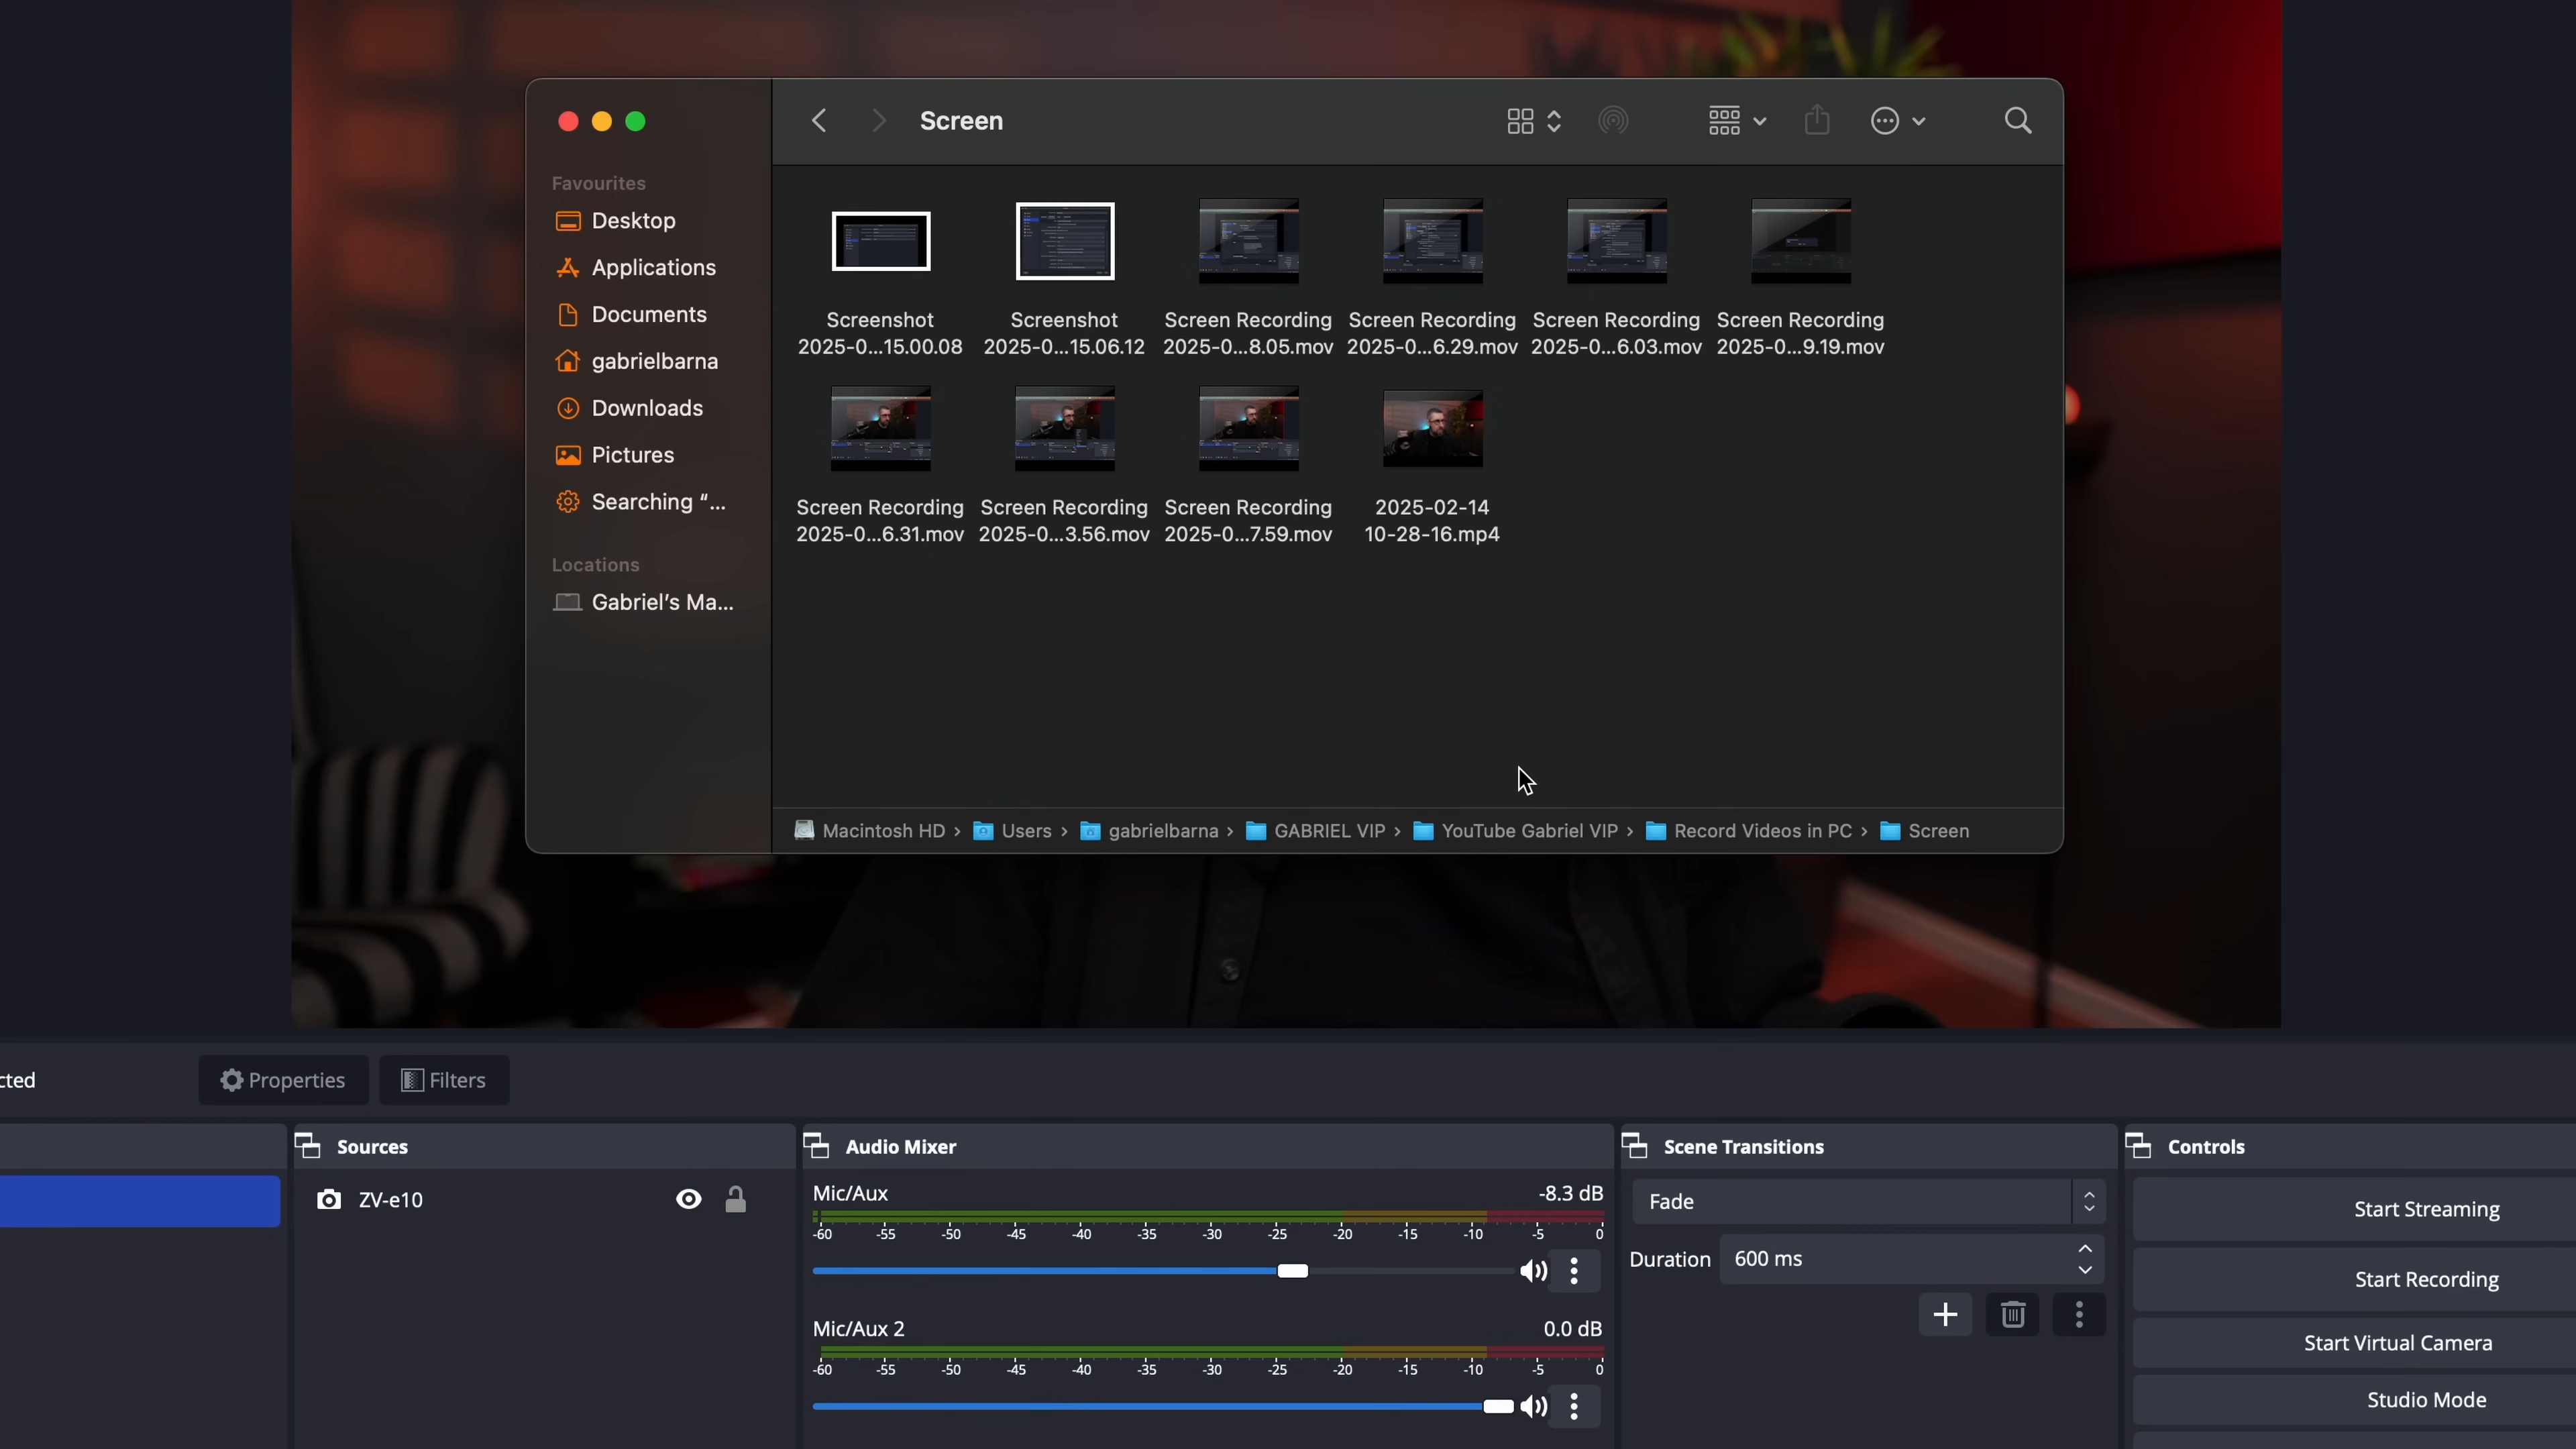 Screen
Favourites
Desktop
Applications
Documents
gabrielbarna
Downloads
Pictures
Searching “...
Locations
Gabriel’s Ma...
Screenshot
2025-0...15.00.08
Screenshot
2025-0...15.06.12
Screen Recording
2025-0...8.05.mov
Screen Recording
2025-0...6.29.mov
Screen Recording
2025-0...6.03.mov
Screen Recording
2025-0...9.19.mov
Screen Recording
2025-0...6.31.mov
Screen Recording
2025-0...3.56.mov
Screen Recording
2025-0...7.59.mov
2025-02-14
10-28-16.mp4
Macintosh HD › Users › gabrielbarna › GABRIEL VIP › YouTube Gabriel VIP › Record Videos in PC › Screen
cted
Properties
Filters
Sources
ZV-e10
Audio Mixer
Mic/Aux -8.3 dB
-60 -55 -50 -45 -40 -35 -30 -25 -20 -15 -10 -5 0
Mic/Aux 2 0.0 dB
-60 -55 -50 -45 -40 -35 -30 -25 -20 -15 -10 -5 0
Scene Transitions
Fade
Duration 600 ms
Controls
Start Streaming
Start Recording
Start Virtual Camera
Studio Mode